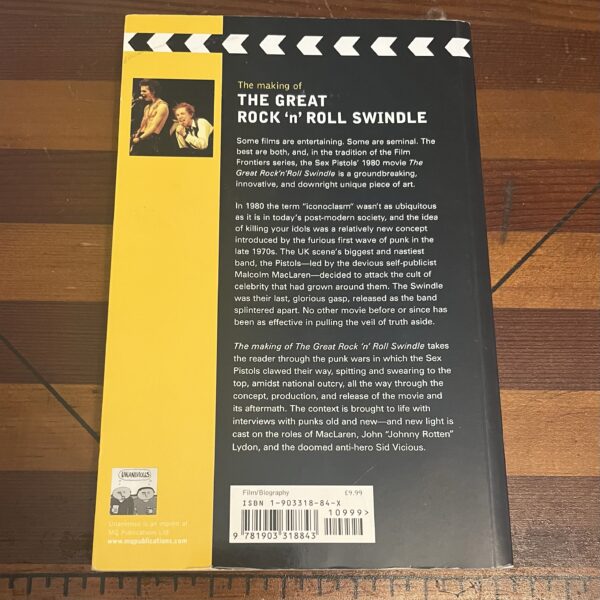 The making of
THE GREAT
ROCK ‘n’ ROLL SWINDLE
Some films are entertaining. Some are seminal. The
best are both, and, in the tradition of the Film
Frontiers series, the Sex Pistols' 1980 movie The
Great Rock'n'Roll Swindle is a groundbreaking,
innovative, and downright unique piece of art.
In 1980 the term "iconoclasm" wasn't as ubiquitous
as it is in today's post-modern society, and the idea
of killing your idols was a relatively new concept
introduced by the furious first wave of punk in the
late 1970s. The UK scene's biggest and nastiest
band, the Pistols—led by the devious self-publicist
Malcolm MacLaren—decided to attack the cult of
celebrity that had grown around them. The Swindle
was their last, glorious gasp, released as the band
splintered apart. No other movie before or since has
been as effective in pulling the veil of truth aside.
The making of The Great Rock 'n' Roll Swindle takes
the reader through the punk wars in which the Sex
Pistols clawed their way, spitting and swearing to the
top, amidst national outcry, all the way through the
concept, production, and release of the movie and
its aftermath. The context is brought to life with
interviews with punks old and new—and new light is
cast on the roles of MacLaren, John "Johnny Rotten"
Lydon, and the doomed anti-hero Sid Vicious.
UNANIMOUS
Unanimous is an imprint of
MQ Publications Ltd
www.mqpublications.com
Film/Biography £9.99
ISBN 1-903318-84-X
10999>
9 781903 318843